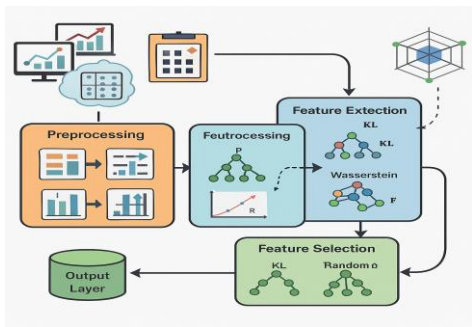 Feature Extection
KL
KL
Wasserstein
F
Preprocessing
Feutrocessing
P
R
Feature Selection
KL
Random o
Output
Layer